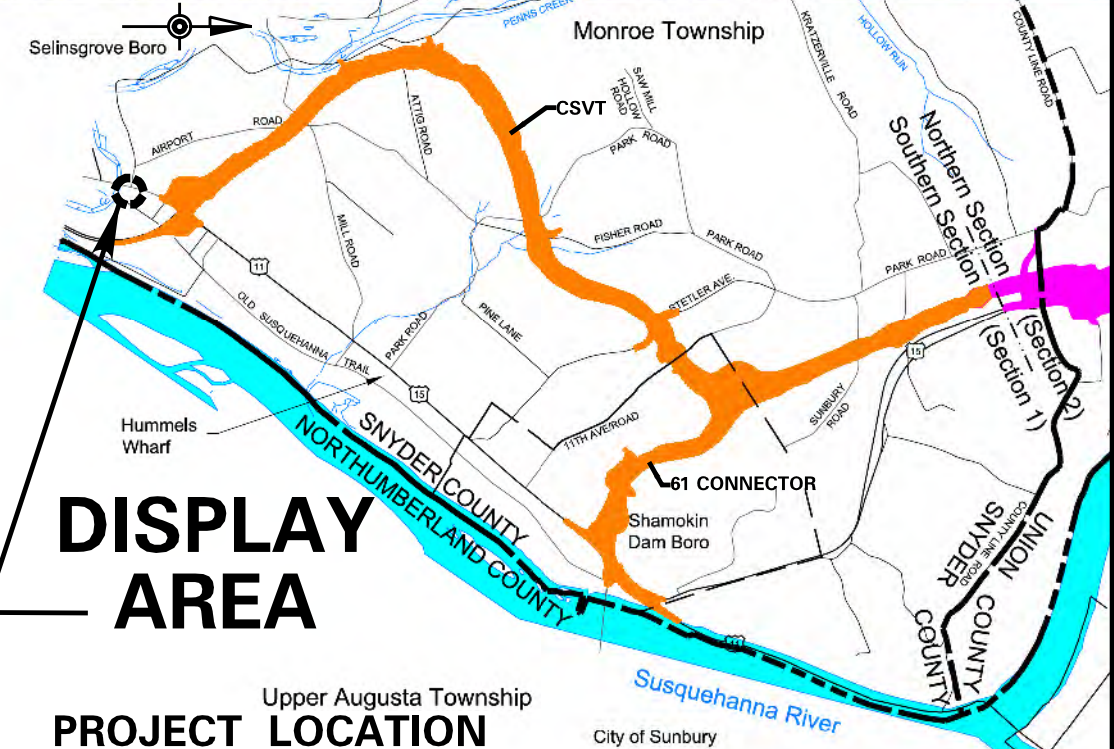 PENNS CREEK
Selinsgrove Boro
Monroe Township
KRATZERVILLE ROAD
HOLLOW RUN
COUNTY LINE ROAD
CSVT
SAW MILL
HOLLOW
ROAD
ATTIG ROAD
AIRPORT ROAD
PARK ROAD
Northern Section
Southern Section
MILL ROAD
FISHER ROAD
PARK ROAD
PARK ROAD
11
STETLER AVE.
OLD SUSQUEHANNA TRAIL
PARK ROAD
PINE LANE
15
(Section 2)
(Section 1)
15
SUNBURY
ROAD
Hummels
Wharf
11TH AVE/ROAD
SNYDER COUNTY
NORTHUMBERLAND COUNTY
61 CONNECTOR
Shamokin
Dam Boro
DISPLAY
AREA
UNION COUNTY
COUNTY LINE ROAD
SNYDER COUNTY
11
Susquehanna River
Upper Augusta Township
PROJECT LOCATION
City of Sunbury